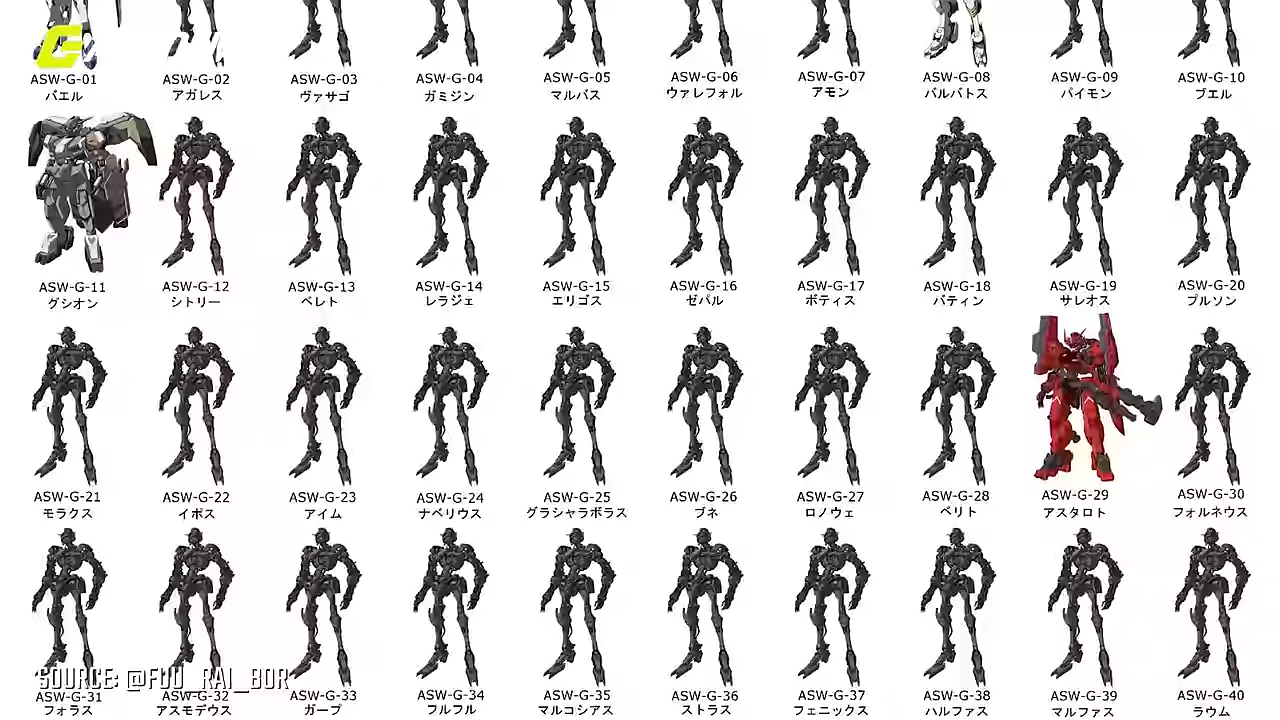 ASW-G-01 ASW-G-02 ASW-G-03 ASW-G-04 ASW-G-05 ASW-G-06 ASW-G-07 ASW-G-08 ASW-G-09 ASW-G-10
バエル アガレス ヴァサゴ ガミジン マルバス ウァレフォル アモン バルバトス パイモン ブエル
ASW-G-11 ASW-G-12 ASW-G-13 ASW-G-14 ASW-G-15 ASW-G-16 ASW-G-17 ASW-G-18 ASW-G-19 ASW-G-20
グシオン シトリー ベレト レラジェ エリゴス ゼパル ボティス バティン サレオス プルソン
ASW-G-21 ASW-G-22 ASW-G-23 ASW-G-24 ASW-G-25 ASW-G-26 ASW-G-27 ASW-G-28 ASW-G-29 ASW-G-30
モラクス イポス アイム ナベリウス グラシャラボラス ブネ ロノウェ ベリト アスタロト フォルネウス
SOURCE: @FUU_RAI_BOR
ASW-G-31 ASW-G-32 ASW-G-33 ASW-G-34 ASW-G-35 ASW-G-36 ASW-G-37 ASW-G-38 ASW-G-39 ASW-G-40
フォラス アスモデウス ガープ フルフル マルコシアス ストラス フェニックス ハルファス マルファス ラウム